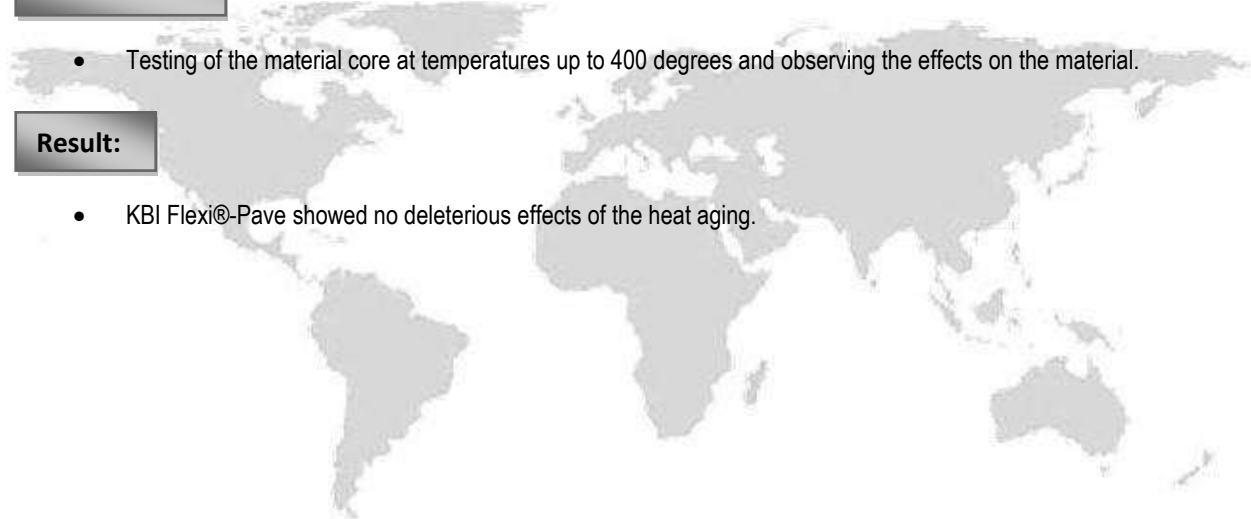 • Testing of the material core at temperatures up to 400 degrees and observing the effects on the material.
Result:
• KBI Flexi®-Pave showed no deleterious effects of the heat aging.